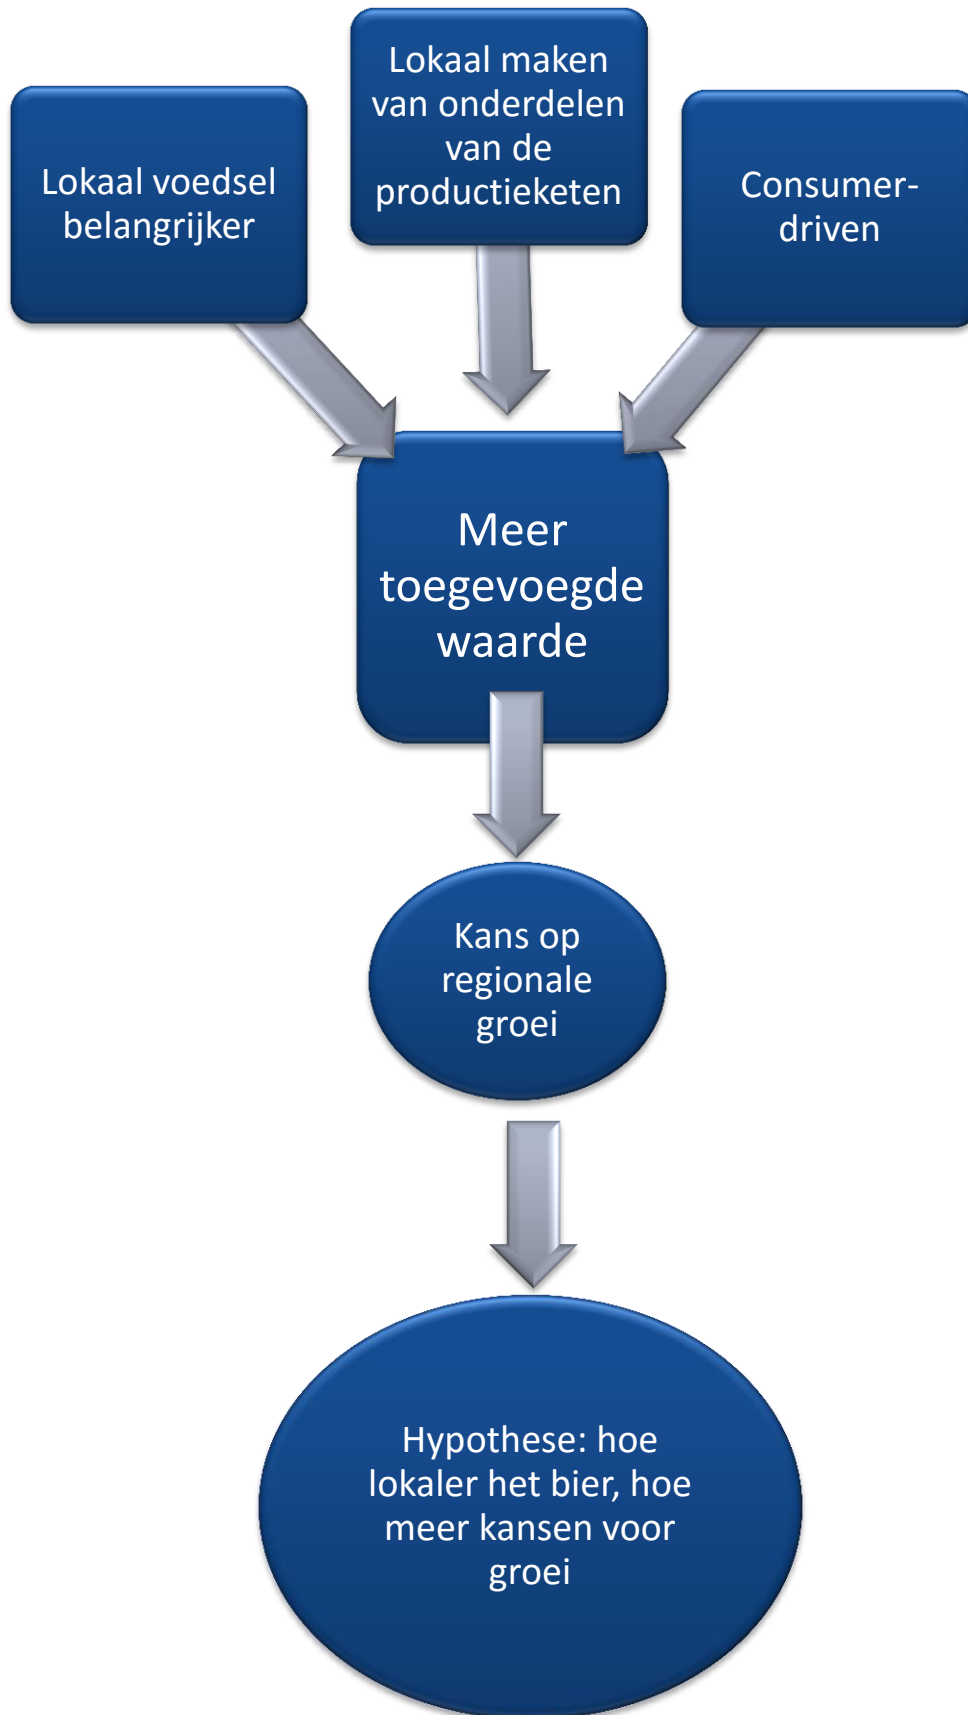 Lokaal voedsel
belangrijker
Lokaal maken
van onderdelen
van de
productieketen
Consumer-
driven
Meer
toegevoegde
waarde
Kans op
regionale
groei
Hypothese: hoe
lokaler het bier, hoe
meer kansen voor
groei